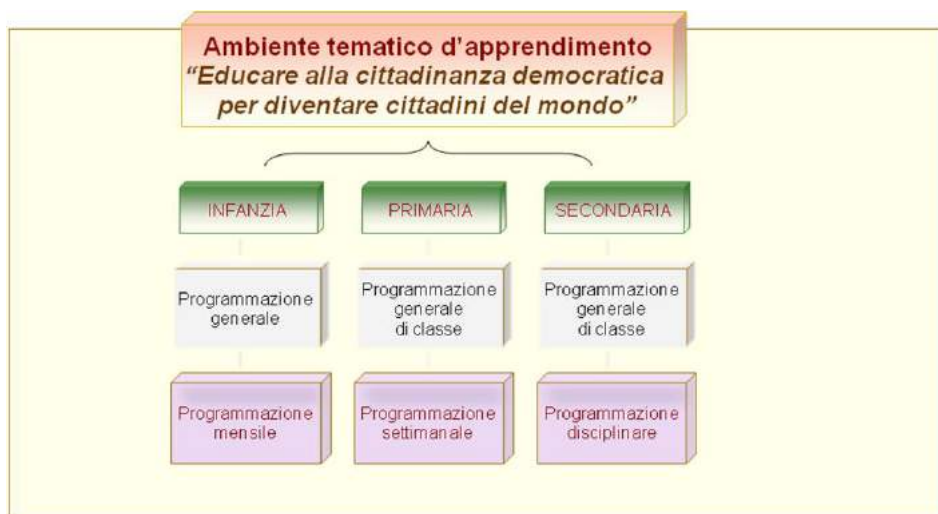 Ambiente tematico d'apprendimento
“Educare alla cittadinanza democratica
per diventare cittadini del mondo”
INFANZIA
PRIMARIA
SECONDARIA
Programmazione
generale
Programmazione
generale
di classe
Programmazione
generale
di classe
Programmazione
mensile
Programmazione
settimanale
Programmazione
disciplinare